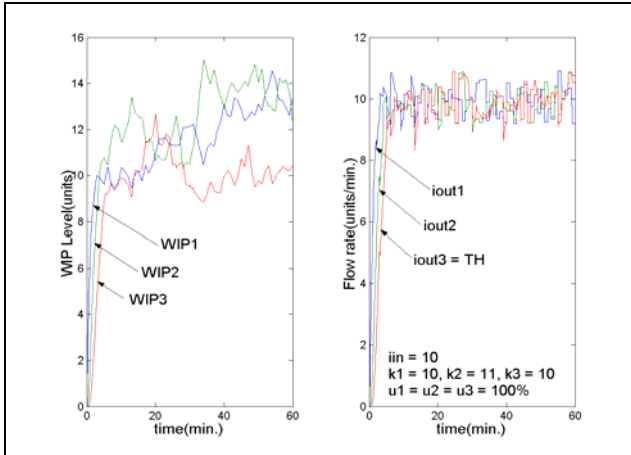 WIP Level(units)
16
14
12
10
8
6
4
2
0
WIP1
WIP2
WIP3
0
20
40
60
time(min.)
Flow rate(units/min.)
12
10
8
6
4
2
0
iout1
iout2
iout3 = TH
iin = 10
k1 = 10, k2 = 11, k3 = 10
u1 = u2 = u3 = 100%
0
20
40
60
time(min.)